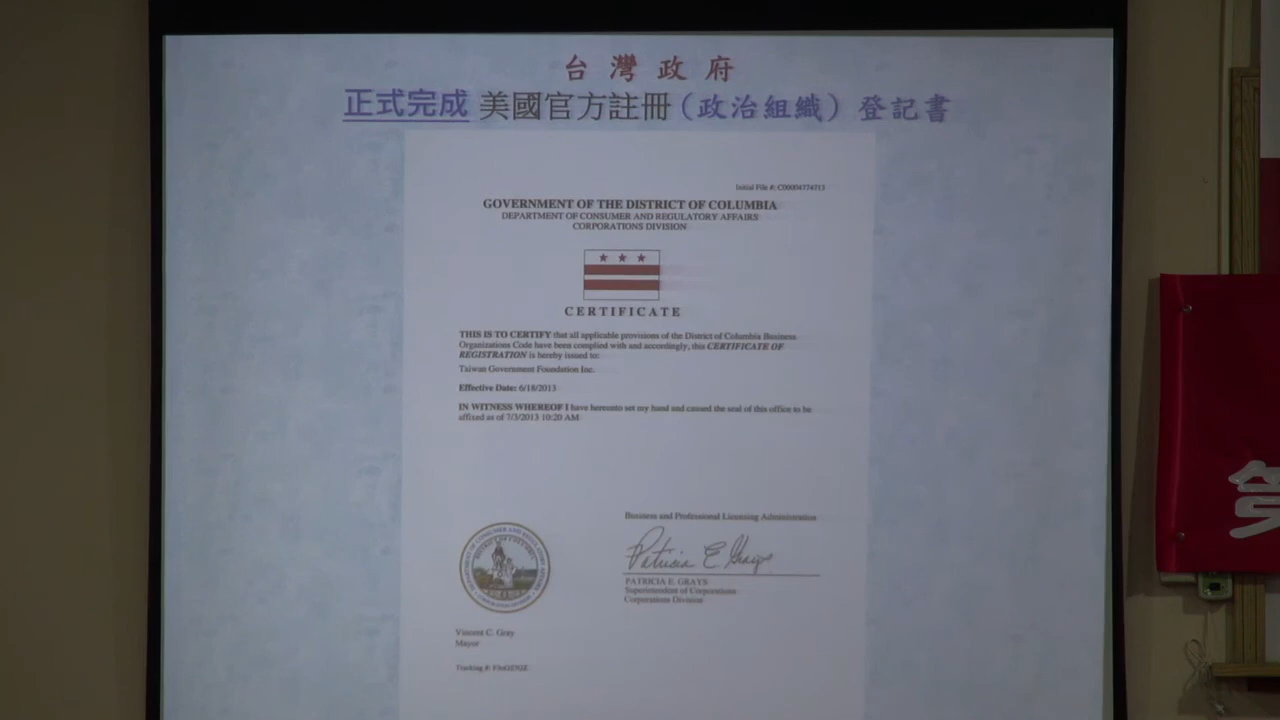 台灣政府
正式完成 美國官方註冊(政治組織)登記書
Initial File #: C00004774713
GOVERNMENT OF THE DISTRICT OF COLUMBIA
DEPARTMENT OF CONSUMER AND REGULATORY AFFAIRS
CORPORATIONS DIVISION
CERTIFICATE
THIS IS TO CERTIFY that all applicable provisions of the District of Columbia Business
Organizations Code have been complied with and accordingly, this CERTIFICATE OF
REGISTRATION is hereby issued to:
Taiwan Government Foundation Inc.
Effective Date: 6/18/2013
IN WITNESS WHEREOF I have hereunto set my hand and caused the seal of this office to be
affixed as of 7/3/2013 10:20 AM
Business and Professional Licensing Administration
Patricia E. Grays
PATRICIA E. GRAYS
Superintendent of Corporations
Corporations Division
Vincent C. Gray
Mayor
Tracking #: